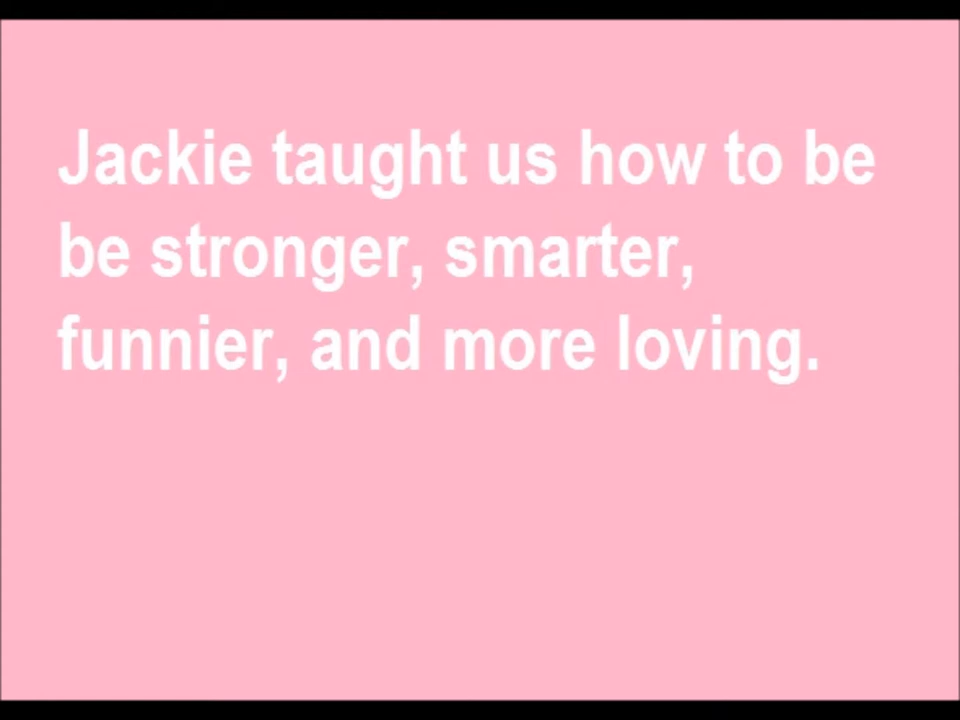 Jackie taught us how to be
be stronger, smarter,
funnier, and more loving.